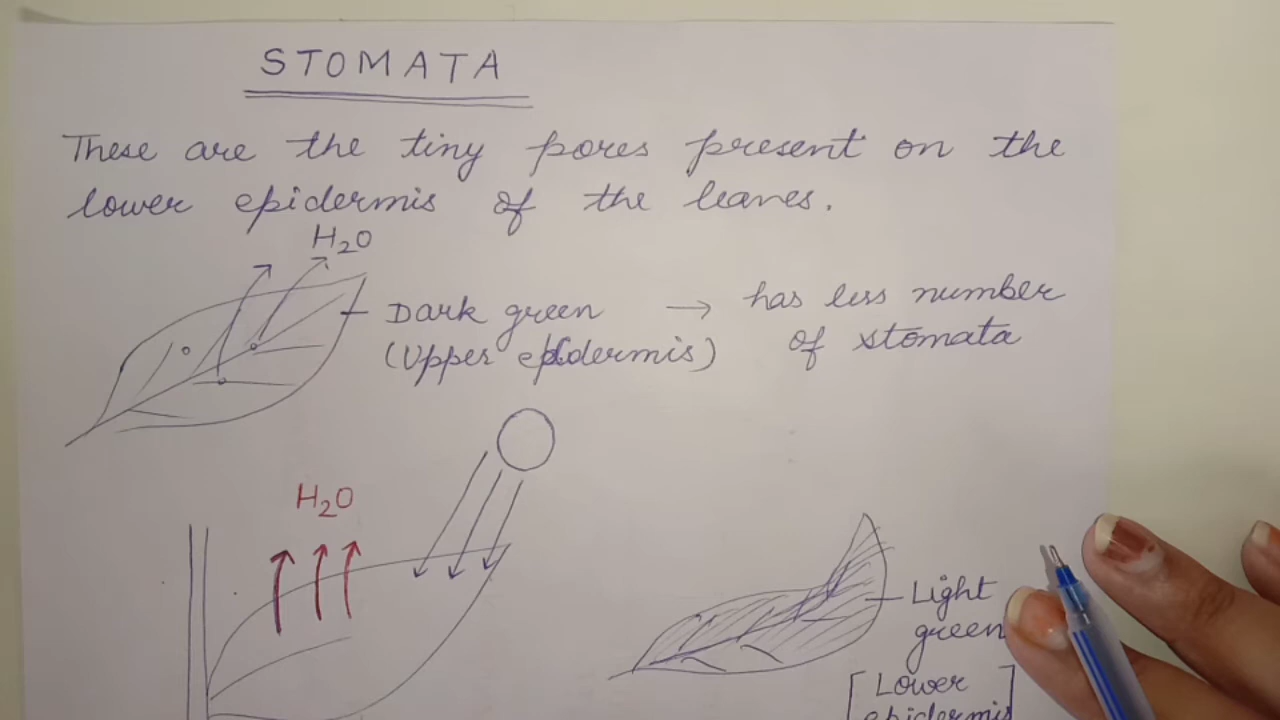 STOMATA
These are the tiny pores present on the
lower epidermis of the leaves.
H₂O
Dark green → has less number
(Upper epidermis) of stomata
H₂O
Light
green
[Lower
epidermis]